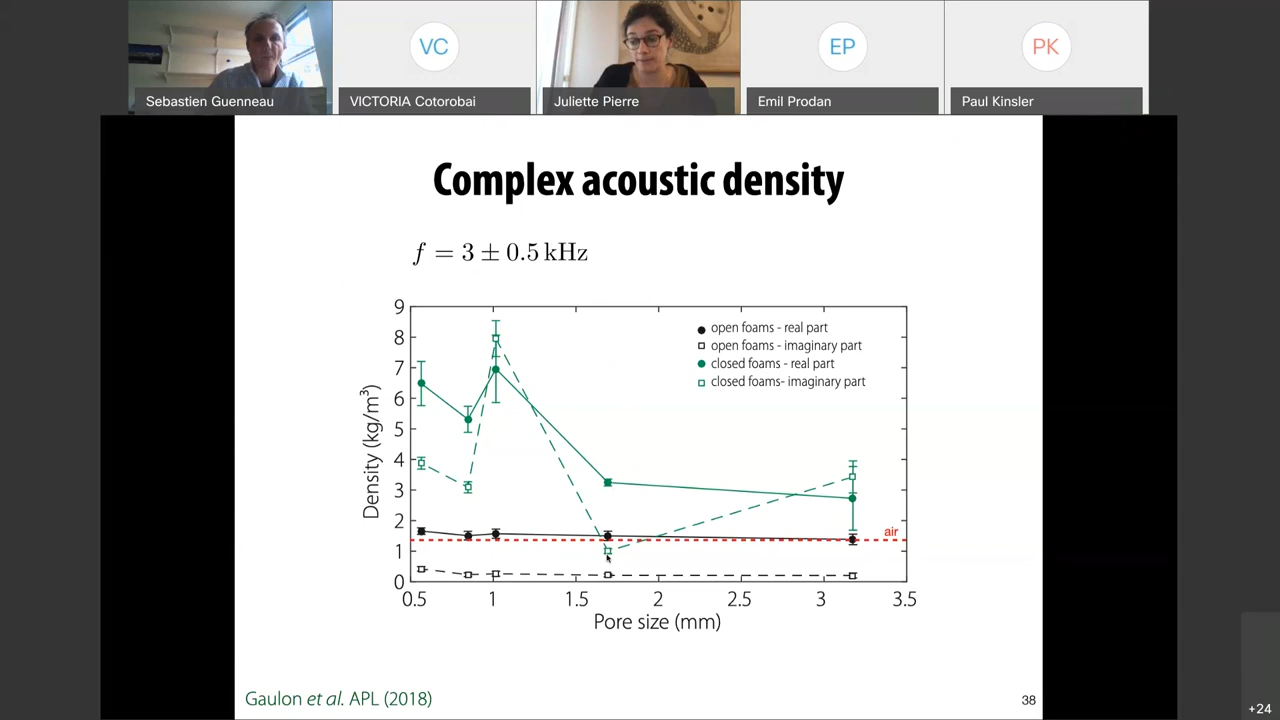 VC
EP
PK
Sebastien Guenneau
VICTORIA Cotorobai
Juliette Pierre
Emil Prodan
Paul Kinsler
Complex acoustic density
f = 3 ± 0.5 kHz
9
8
7
6
5
4
3
2
1
0
Density (kg/m³)
open foams - real part
open foams - imaginary part
closed foams - real part
closed foams- imaginary part
air
0.5 1 1.5 2 2.5 3 3.5
Pore size (mm)
Gaulon et al. APL (2018)
38
+24